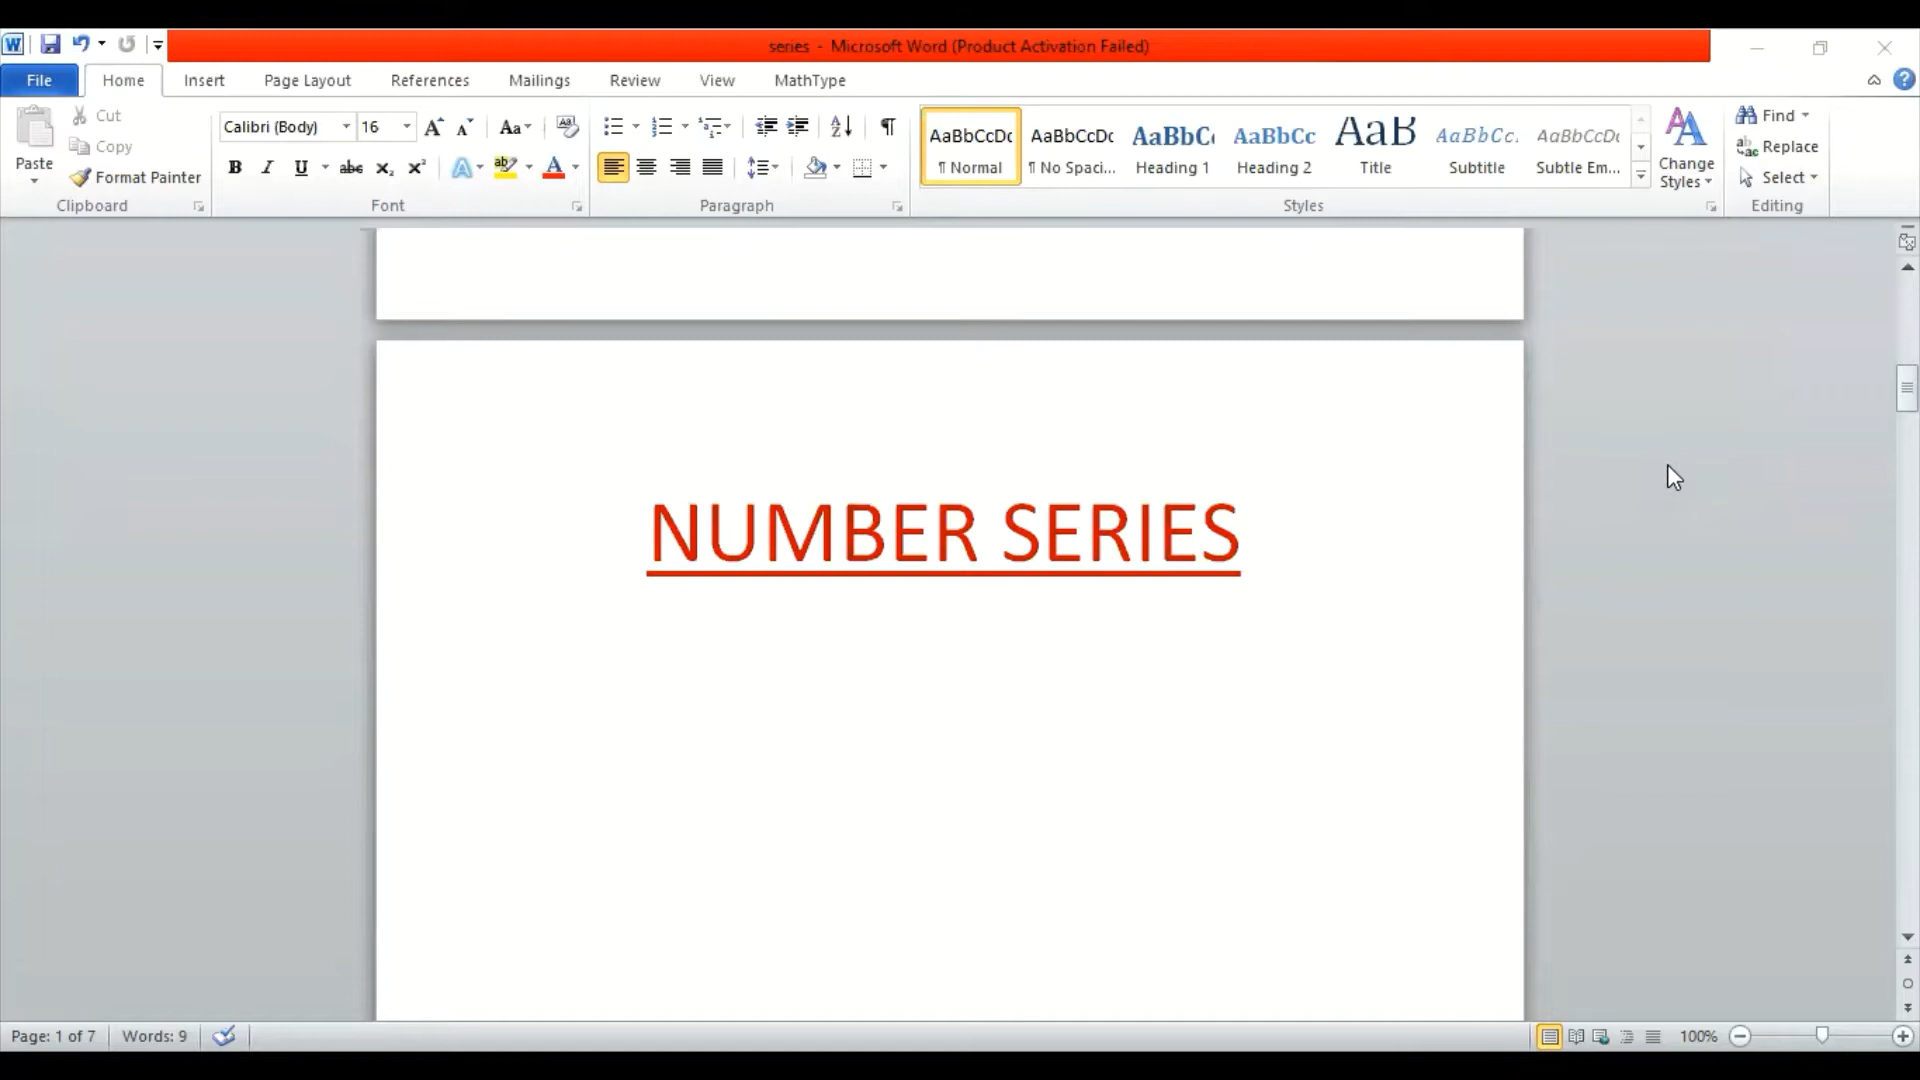 series - Microsoft Word (Product Activation Failed)
File Home Insert Page Layout References Mailings Review View MathType
Paste
Cut
Copy
Format Painter
Clipboard
Calibri (Body) 16
Font
Paragraph
AaBbCcDc AaBbCcDc AaBbC AaBbCc AaB AaBbCc. AaBbCcDc
¶ Normal ¶ No Spaci... Heading 1 Heading 2 Title Subtitle Subtle Em...
Change
Styles
Styles
Find
Replace
Select
Editing
NUMBER SERIES
Page: 1 of 7 Words: 9 100%